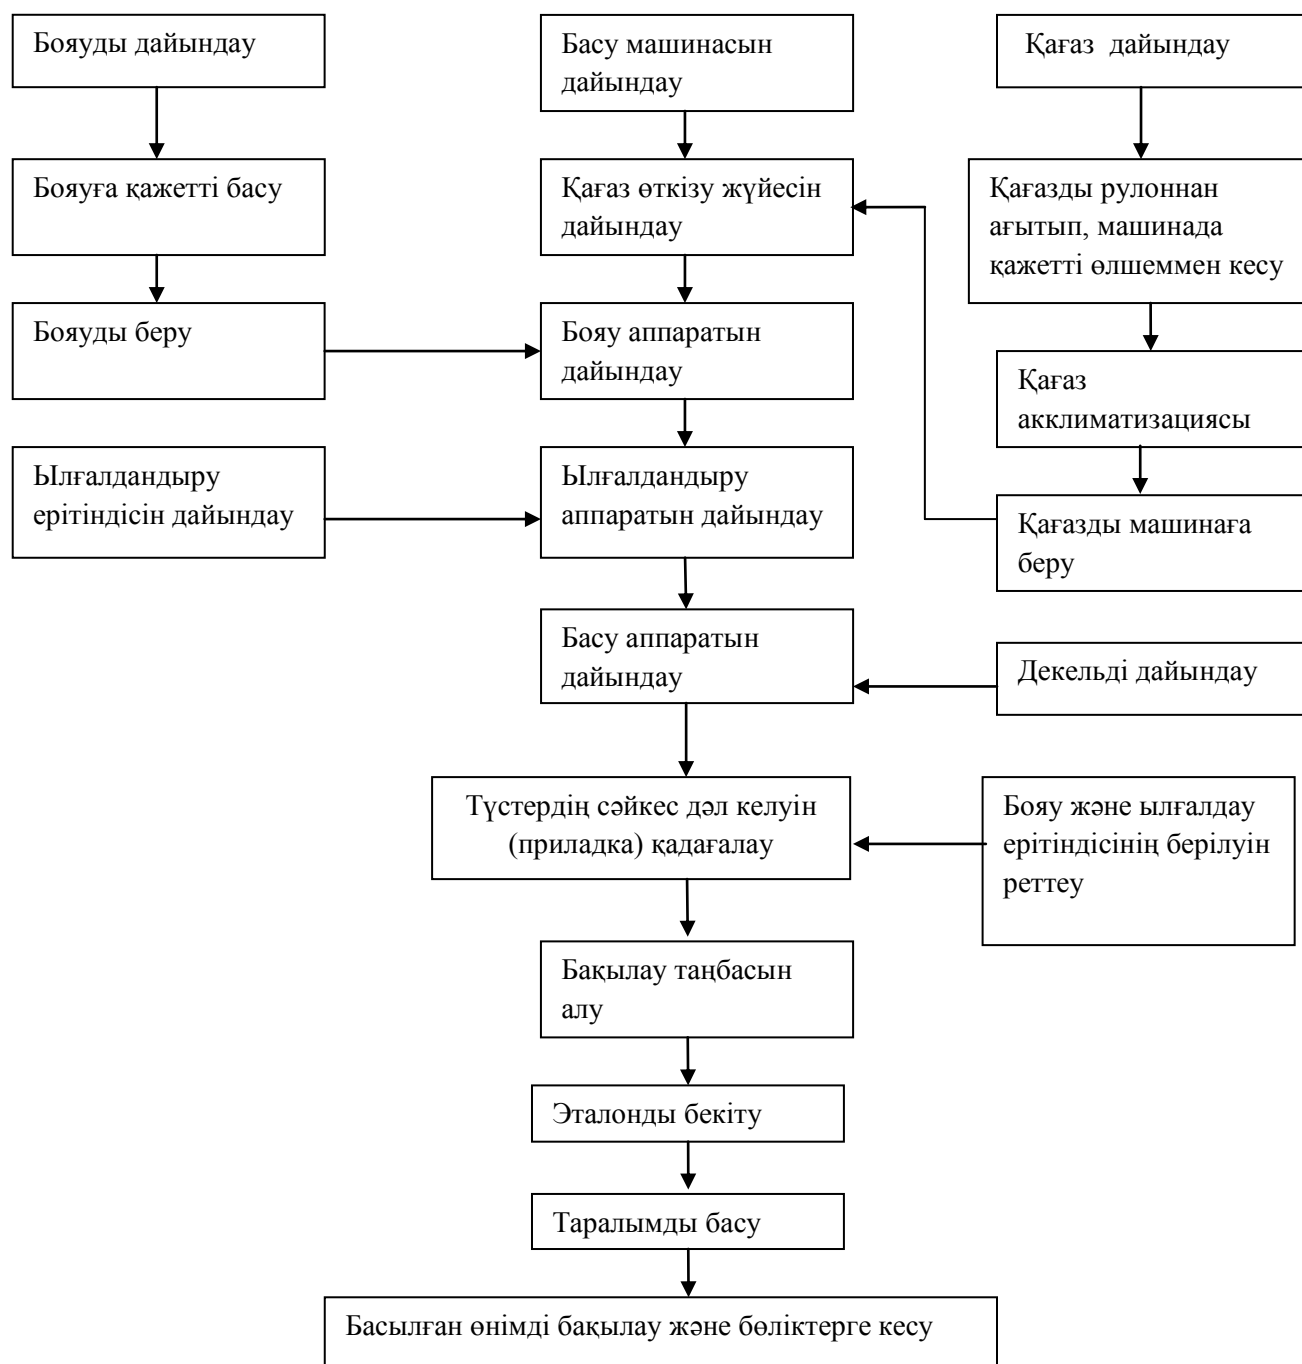 Бояуды дайындау
Басу машинасын
дайындау
Қағаз  дайындау
Бояуға қажетті басу
Қағаз өткізу жүйесін
дайындау
Қағазды рулоннан
ағытып, машинада
қажетті өлшеммен кесу
Бояуды беру
Бояу аппаратын
дайындау
Қағаз
акклиматизациясы
Ылғалдандыру
ерітіндісін дайындау
Ылғалдандыру
аппаратын дайындау
Қағазды машинаға
беру
Басу аппаратын
дайындау
Декельді дайындау
Түстердің сәйкес дәл келуін
(приладка) қадағалау
Бояу және ылғалдау
ерітіндісінің берілуін
реттеу
Бақылау таңбасын
алу
Эталонды бекіту
Таралымды басу
Басылған өнімді бақылау және бөліктерге кесу